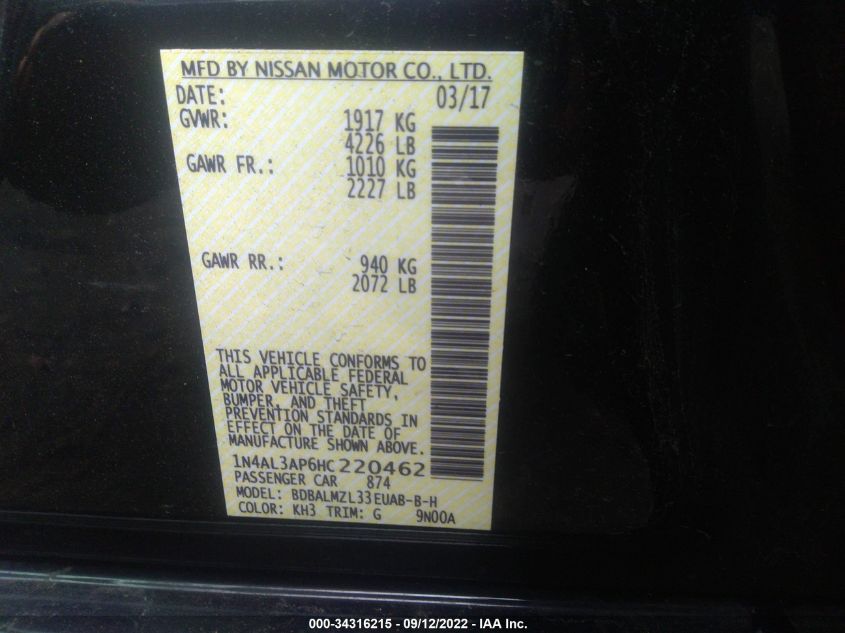 MFD BY NISSAN MOTOR CO., LTD.
DATE: 03/17
GVWR: 1917 KG
4226 LB
GAWR FR.: 1010 KG
2227 LB
GAWR RR.: 940 KG
2072 LB
THIS VEHICLE CONFORMS TO
ALL APPLICABLE FEDERAL
MOTOR VEHICLE SAFETY,
BUMPER, AND THEFT
PREVENTION STANDARDS IN
EFFECT ON THE DATE OF
MANUFACTURE SHOWN ABOVE.
1N4AL3AP6HC220462
PASSENGER CAR 874
MODEL: BDBALMZL33EUAB-B-H
COLOR: KH3 TRIM: G 9N00A
000-34316215 - 09/12/2022 - IAA Inc.